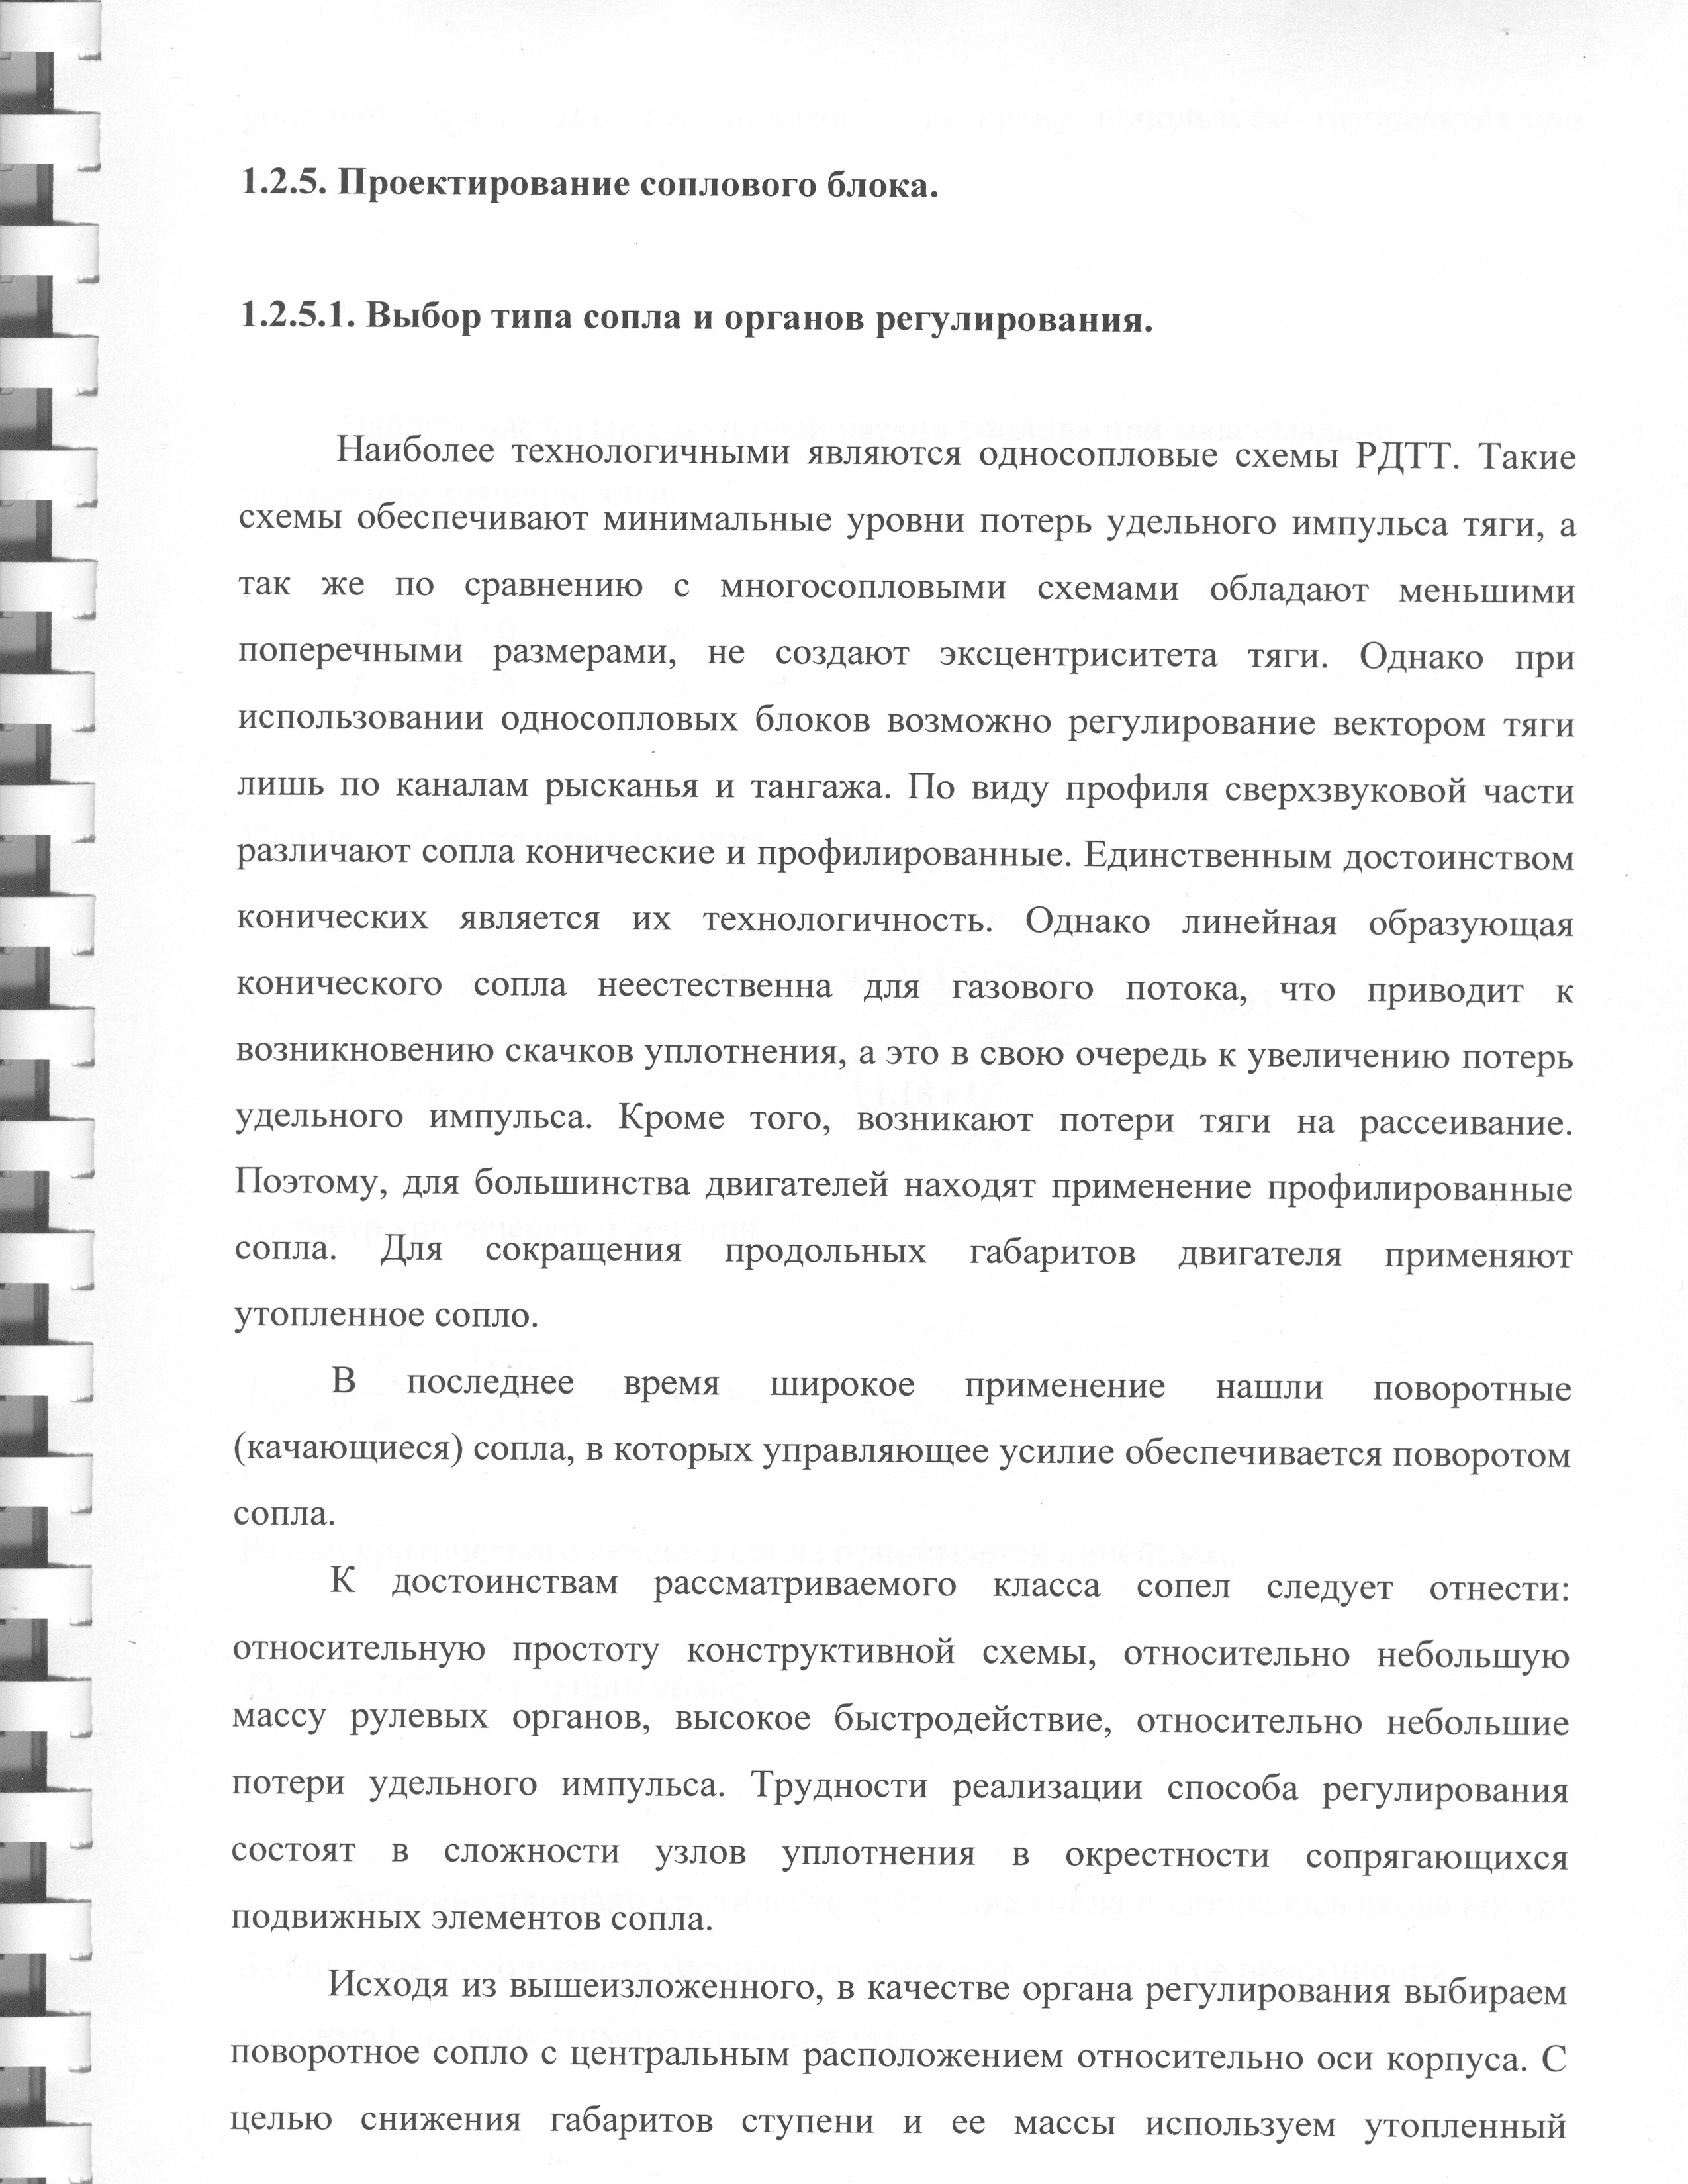 1.2.5. Проектирование соплового блока.
1.2.5.1. Выбор типа сопла и органов регулирования.
Наиболее технологичными являются односопловые схемы РДТТ. Такие
схемы обеспечивают минимальные уровни потерь удельного импульса тяги, а
так же по сравнению с многосопловыми схемами обладают меньшими
поперечными размерами, не создают эксцентриситета тяги. Однако при
использовании односопловых блоков возможно регулирование вектором тяги
лишь по каналам рысканья и тангажа. По виду профиля сверхзвуковой части
различают сопла конические и профилированные. Единственным достоинством
конических является их технологичность. Однако линейная образующая
конического сопла неестественна для газового потока, что приводит к
возникновению скачков уплотнения, а это в свою очередь к увеличению потерь
удельного импульса. Кроме того, возникают потери тяги на рассеивание.
Поэтому, для большинства двигателей находят применение профилированные
сопла. Для сокращения продольных габаритов двигателя применяют
утопленное сопло.
В последнее время широкое применение нашли поворотные
(качающиеся) сопла, в которых управляющее усилие обеспечивается поворотом
сопла.
К достоинствам рассматриваемого класса сопел следует отнести:
относительную простоту конструктивной схемы, относительно небольшую
массу рулевых органов, высокое быстродействие, относительно небольшие
потери удельного импульса. Трудности реализации способа регулирования
состоят в сложности узлов уплотнения в окрестности сопрягающихся
подвижных элементов сопла.
Исходя из вышеизложенного, в качестве органа регулирования выбираем
поворотное сопло с центральным расположением относительно оси корпуса. С
целью снижения габаритов ступени и ее массы используем утопленный